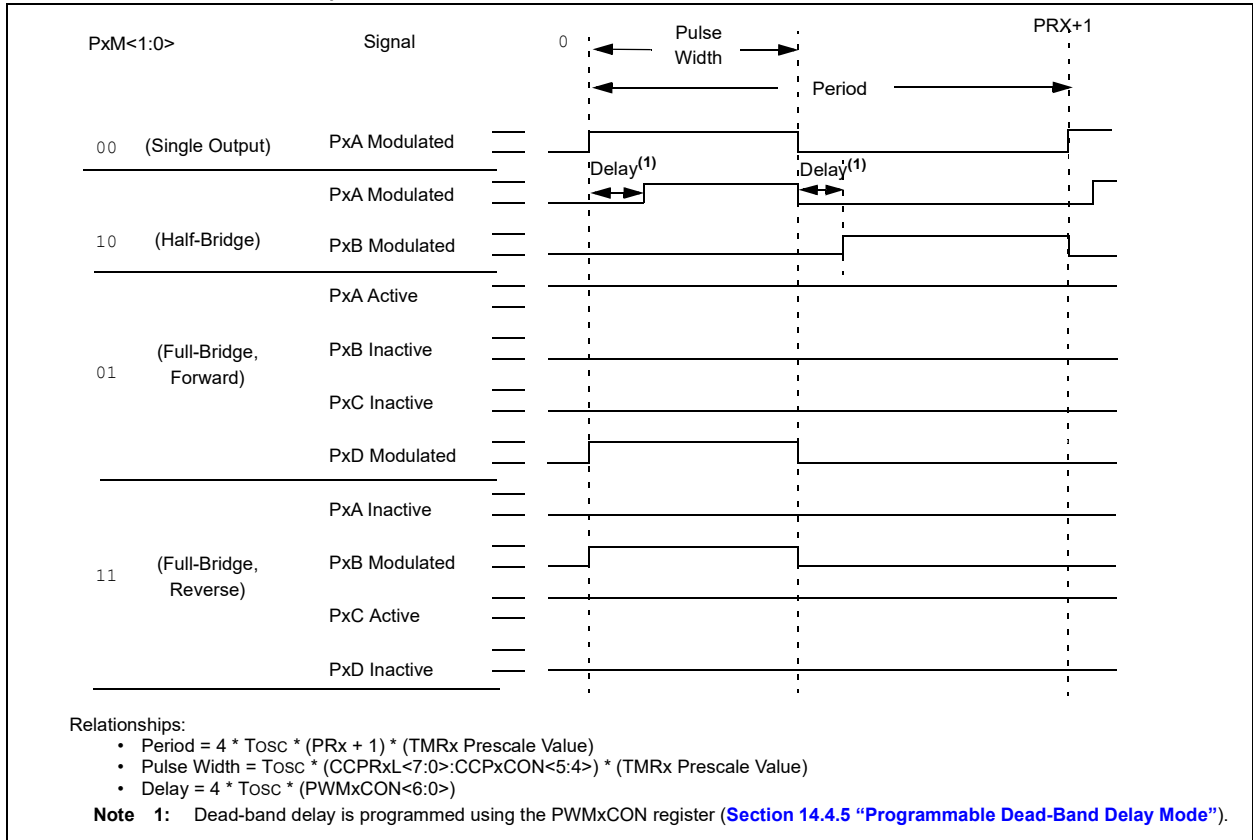 PxM<1:0> Signal 0 Pulse Width PRX+1
Period
00 (Single Output) PxA Modulated
Delay(1) Delay(1)
PxA Modulated
10 (Half-Bridge) PxB Modulated
PxA Active
01 (Full-Bridge, Forward) PxB Inactive
PxC Inactive
PxD Modulated
PxA Inactive
11 (Full-Bridge, Reverse) PxB Modulated
PxC Active
PxD Inactive
Relationships:
• Period = 4 * TOSC * (PRx + 1) * (TMRx Prescale Value)
• Pulse Width = TOSC * (CCPRxL<7:0>:CCPxCON<5:4>) * (TMRx Prescale Value)
• Delay = 4 * TOSC * (PWMxCON<6:0>)
Note 1: Dead-band delay is programmed using the PWMxCON register (Section 14.4.5 “Programmable Dead-Band Delay Mode”).